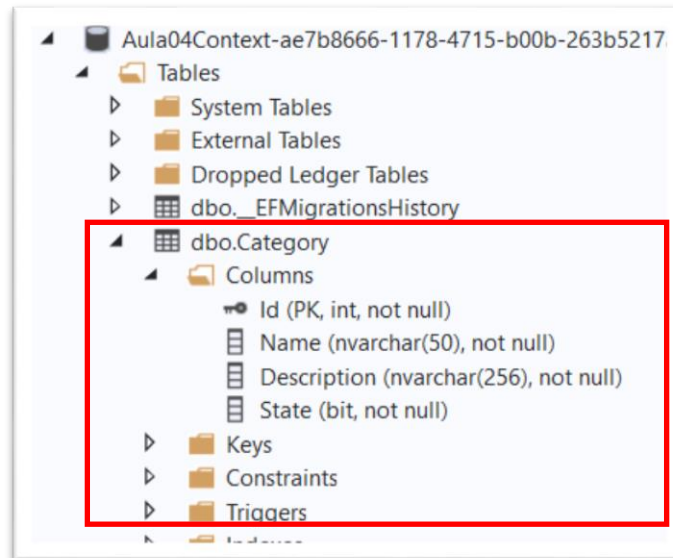 Aula04Context-ae7b8666-1178-4715-b00b-263b5217
Tables
System Tables
External Tables
Dropped Ledger Tables
dbo.__EFMigrationsHistory
dbo.Category
Columns
Id (PK, int, not null)
Name (nvarchar(50), not null)
Description (nvarchar(256), not null)
State (bit, not null)
Keys
Constraints
Triggers